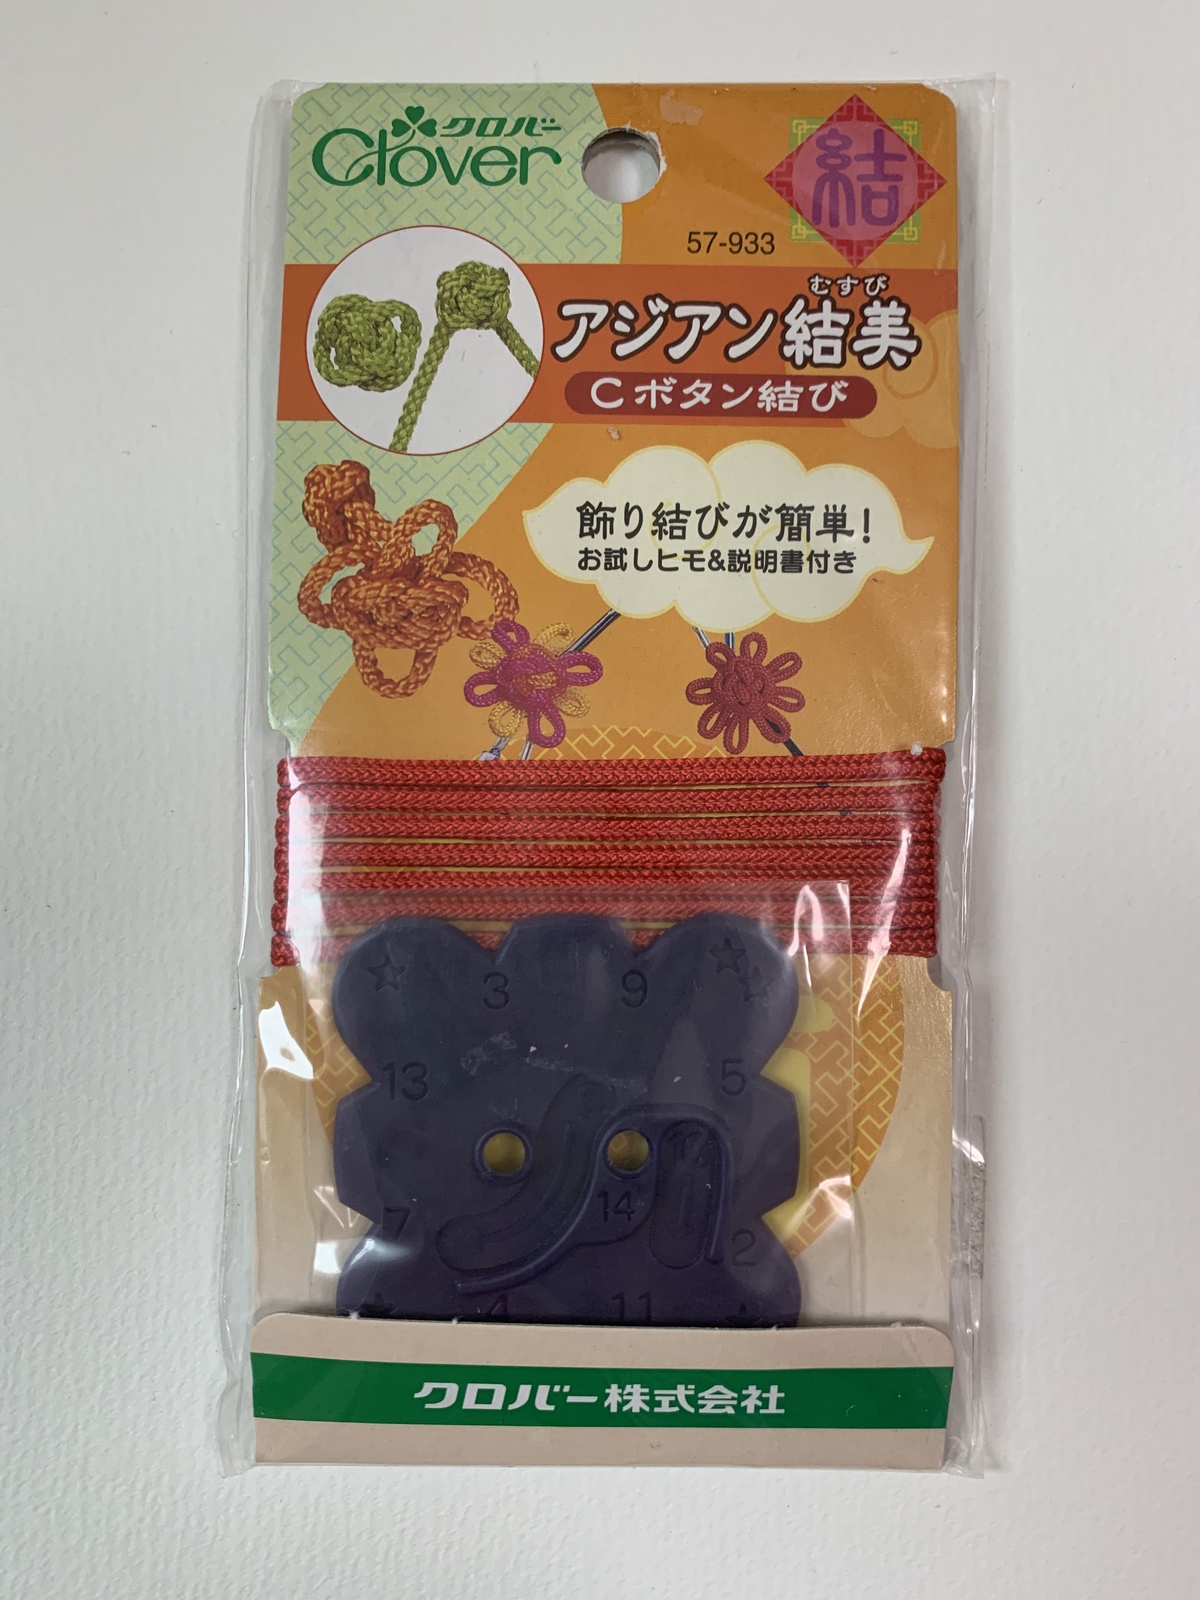 クロバー
Clover
結
57-933
むすび
アジアン結美
Cボタン結び
飾り結びが簡単!
お試しヒモ&説明書付き
3
9
13
5
14
7
2
4
11
クロバー株式会社